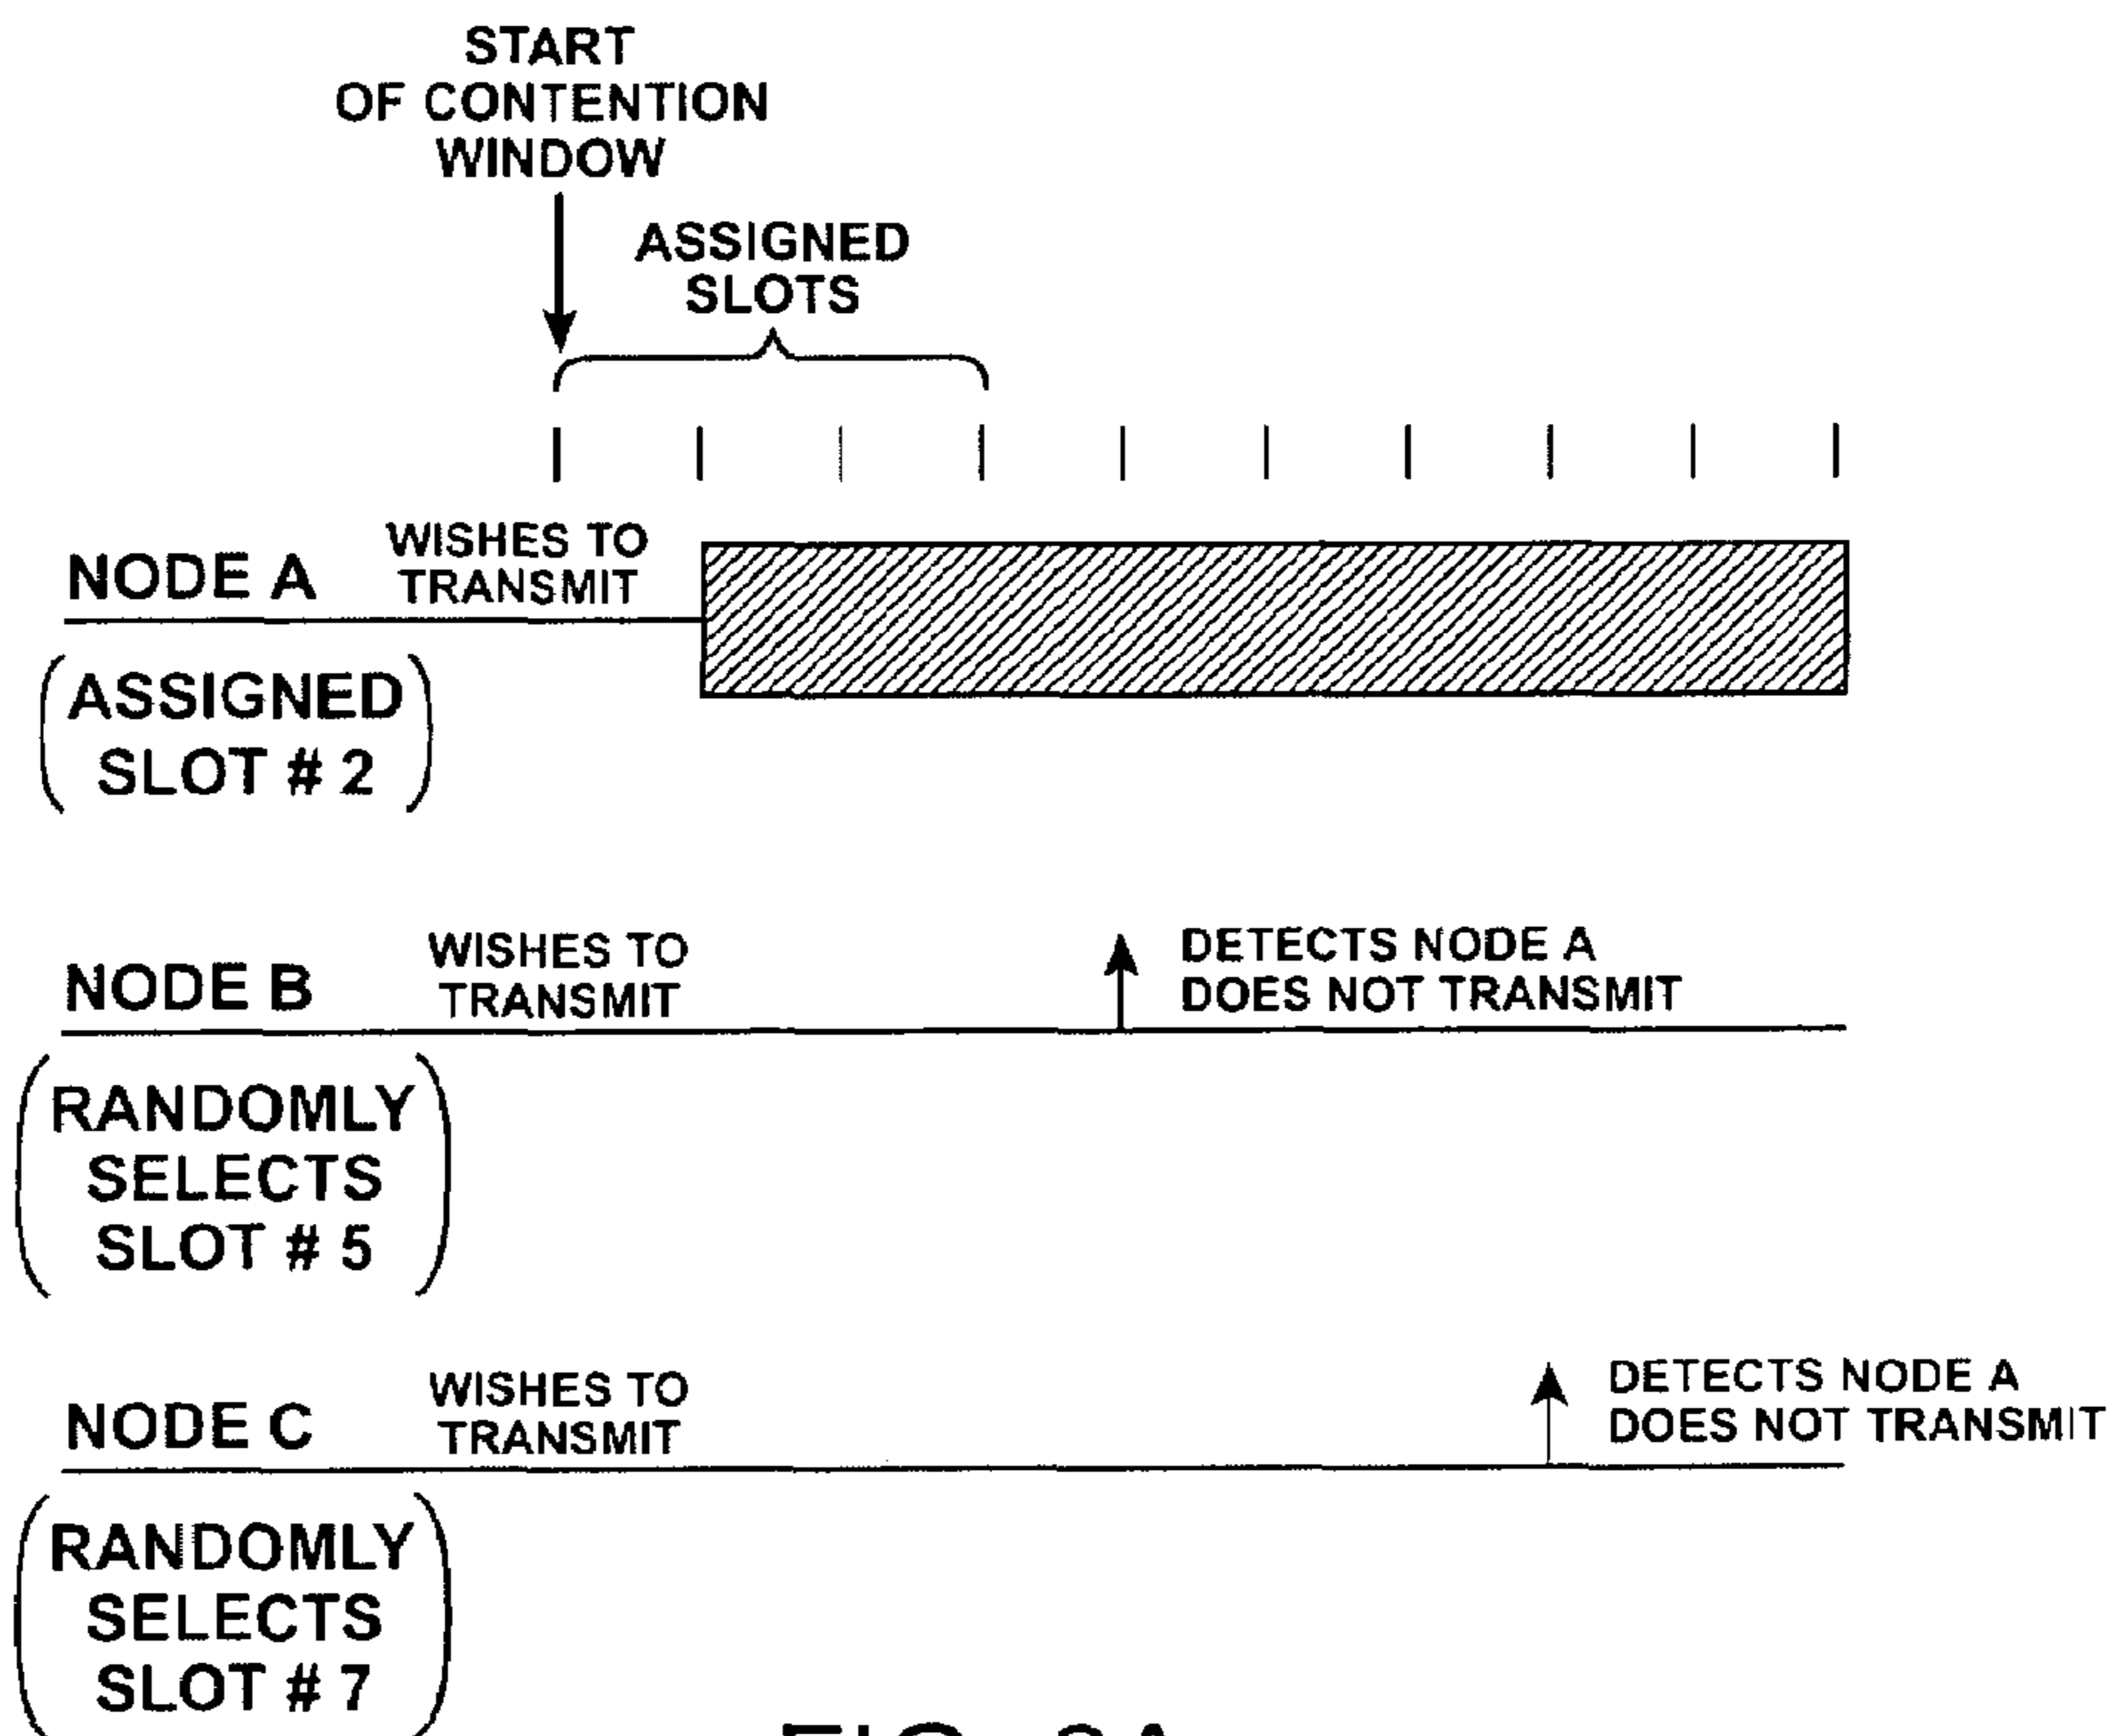 START
OF CONTENTION
WINDOW
ASSIGNED
SLOTS
WISHES TO
TRANSMIT
NODE A
(ASSIGNED
SLOT # 2)
WISHES TO
TRANSMIT
NODE B
DETECTS NODE A
DOES NOT TRANSMIT
(RANDOMLY
SELECTS
SLOT # 5)
WISHES TO
TRANSMIT
NODE C
DETECTS NODE A
DOES NOT TRANSMIT
(RANDOMLY
SELECTS
SLOT # 7)